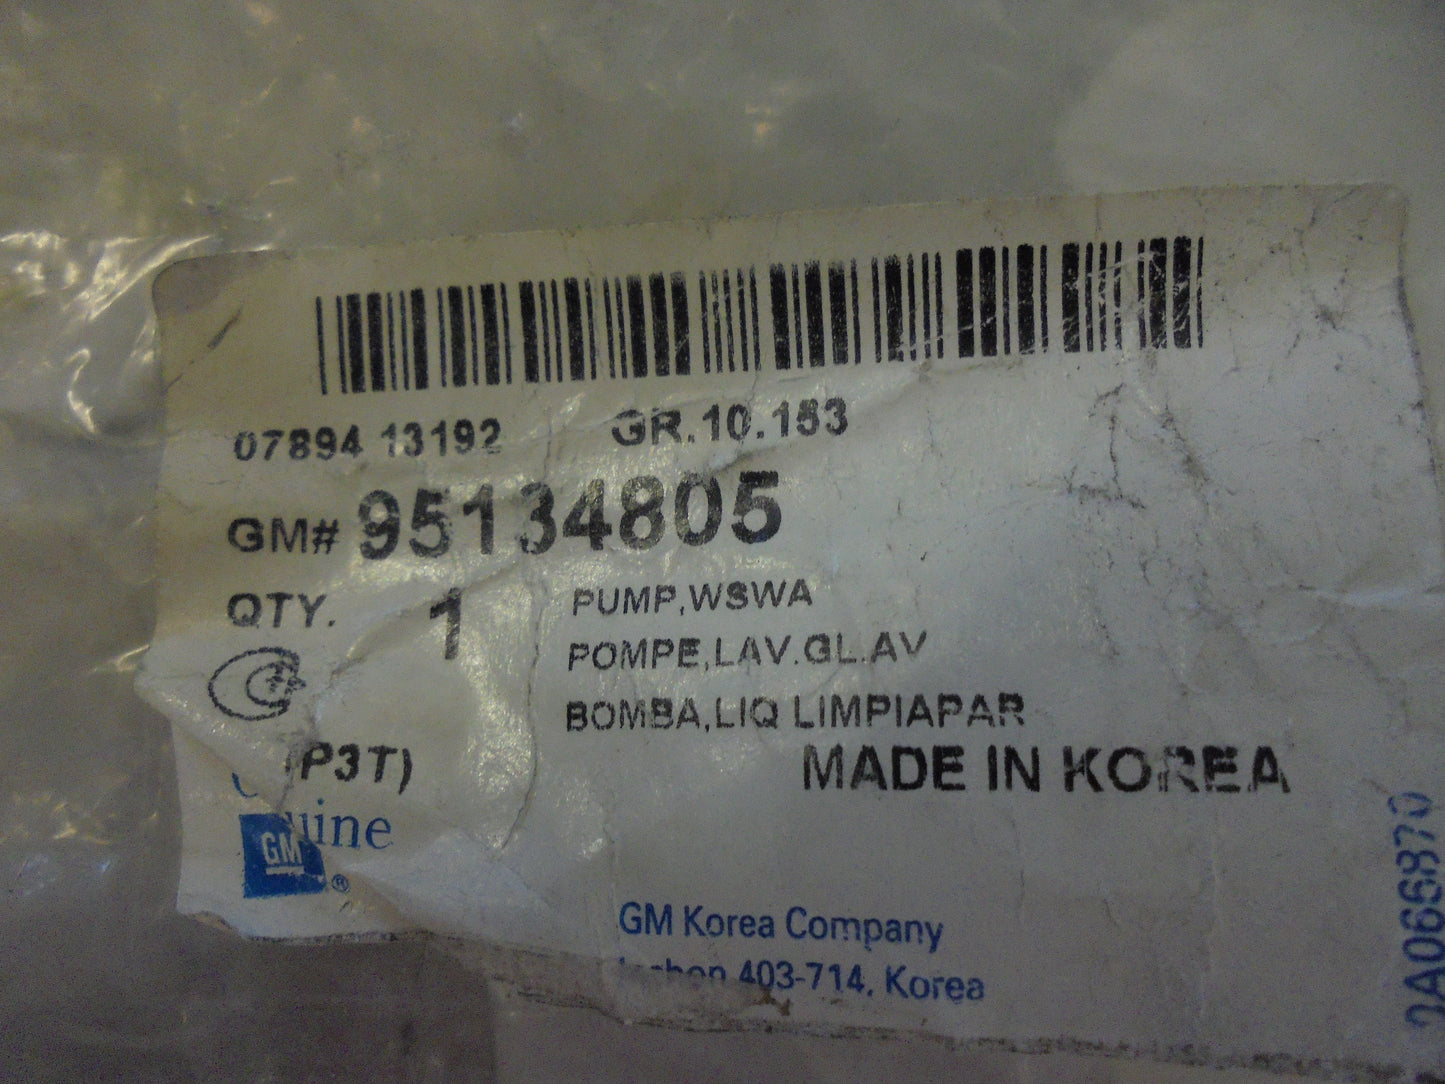 07894 13192 GR.10.153
GM# 95134805
QTY. 1 PUMP,WSWA
POMPE,LAV.GL.AV
BOMBA,LIQ LIMPIAPAR
(P3T) MADE IN KOREA
GM
®
GM Korea Company
403-714, Korea